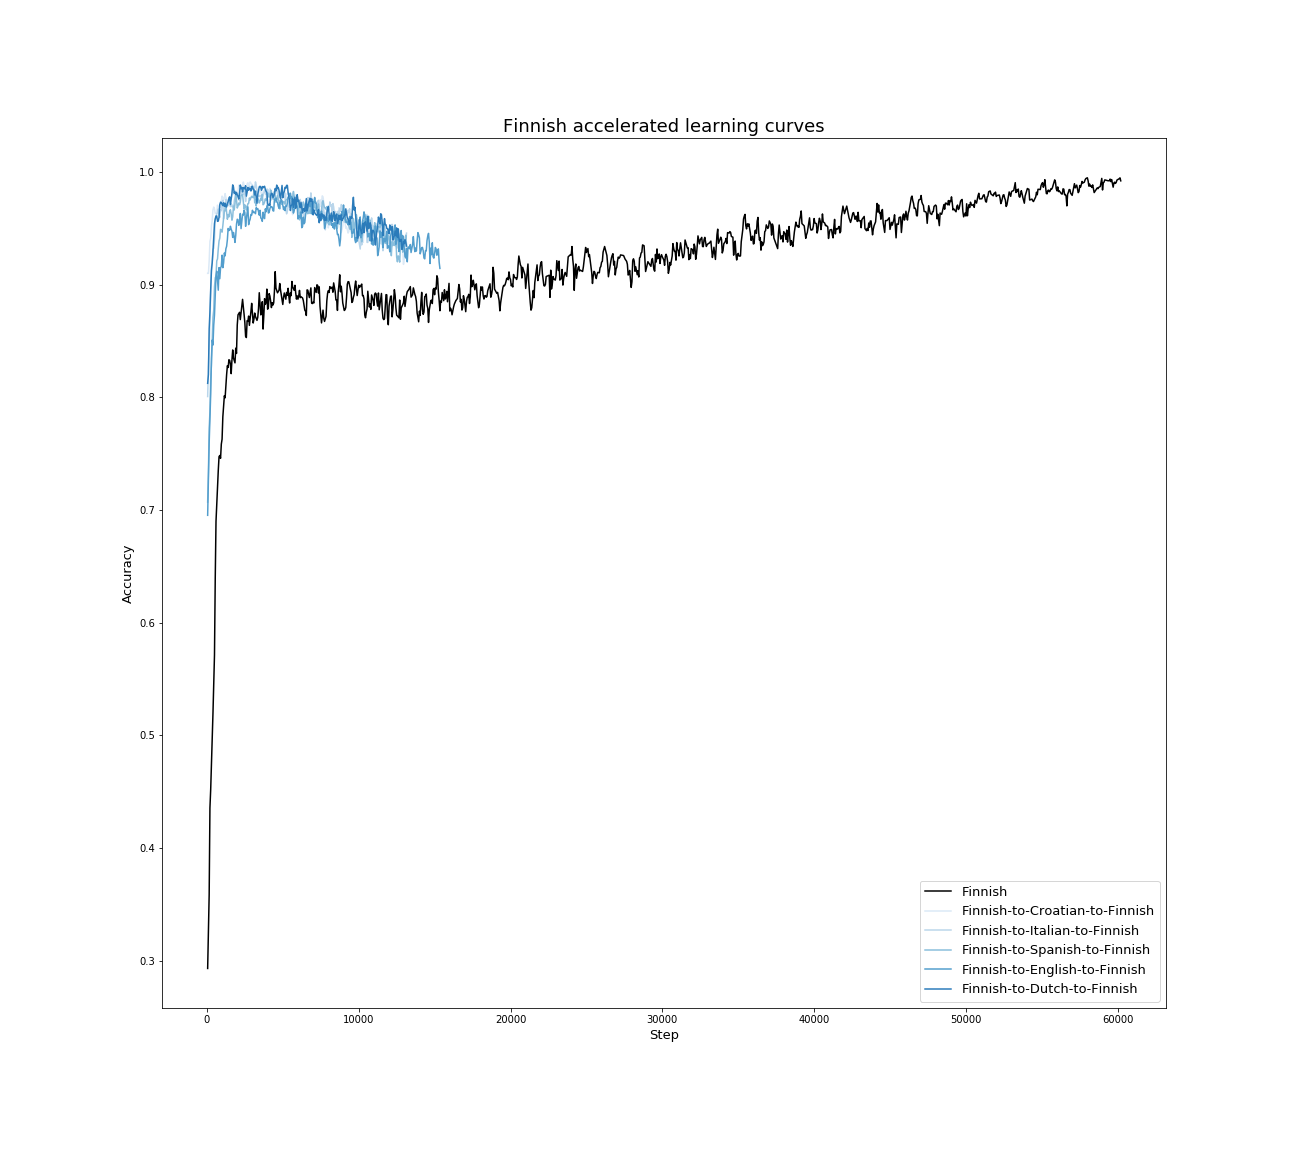 Finnish accelerated learning curves
1.0
0.9
0.8
0.7
0.6
0.5
0.4
0.3
Accuracy
0 10000 20000 30000 40000 50000 60000
Step
Finnish
Finnish-to-Croatian-to-Finnish
Finnish-to-Italian-to-Finnish
Finnish-to-Spanish-to-Finnish
Finnish-to-English-to-Finnish
Finnish-to-Dutch-to-Finnish